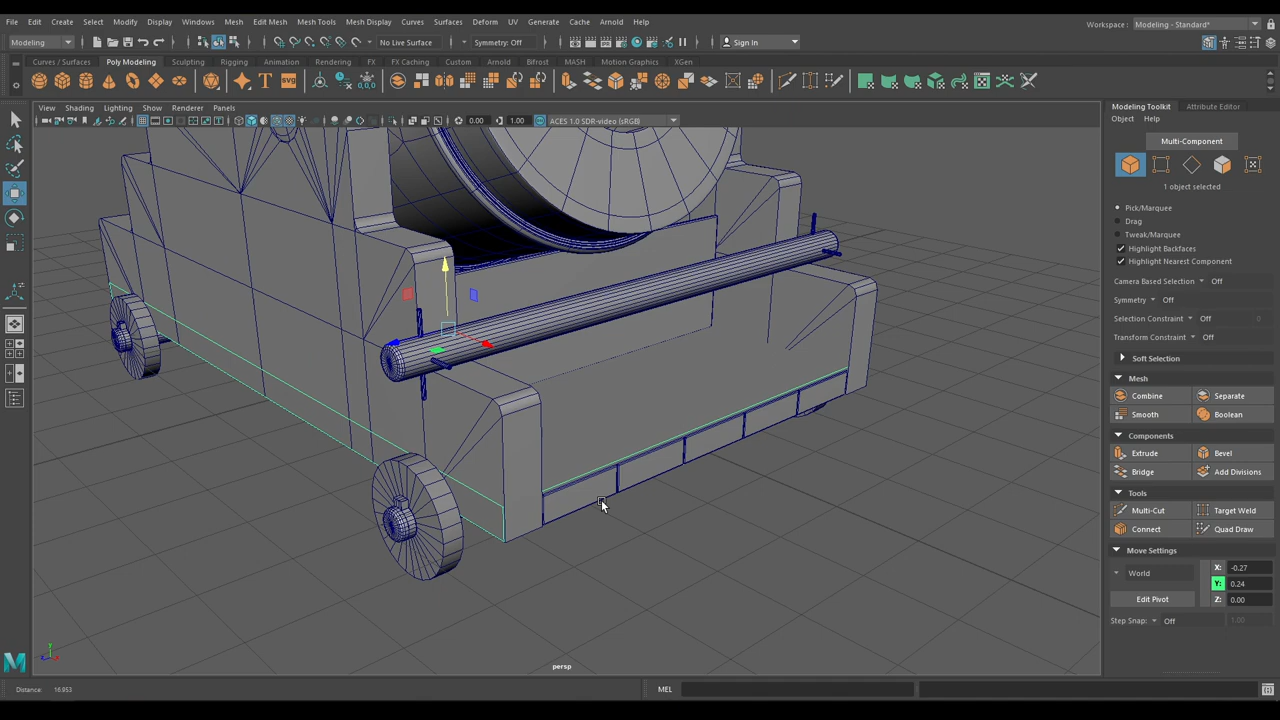 File Edit Create Select Modify Display Windows Mesh Edit Mesh Mesh Tools Mesh Display Curves Surfaces Deform UV Generate Cache Arnold Help
Workspace : Modeling - Standard*
Modeling No Live Surface Symmetry: Off Sign In
Curves / Surfaces Poly Modeling Sculpting Rigging Animation Rendering FX FX Caching Custom Arnold Bifrost MASH Motion Graphics XGen
View Shading Lighting Show Renderer Panels
0.00 1.00 ACES 1.0 SDR-video (sRGB)
Modeling Toolkit Attribute Editor
Object Help
Multi-Component
1 object selected
Pick/Marquee
Drag
Tweak/Marquee
Highlight Backfaces
Highlight Nearest Component
Camera Based Selection Off
Symmetry Off
Selection Constraint Off 0
Transform Constraint Off
Soft Selection
Mesh
Combine Separate
Smooth Boolean
Components
Extrude Bevel
Bridge Add Divisions
Tools
Multi-Cut Target Weld
Connect Quad Draw
Move Settings
X: -0.27
World Y: 0.24
Edit Pivot Z: 0.00
Step Snap: Off 1.00
persp
Distance: 16.853 MEL